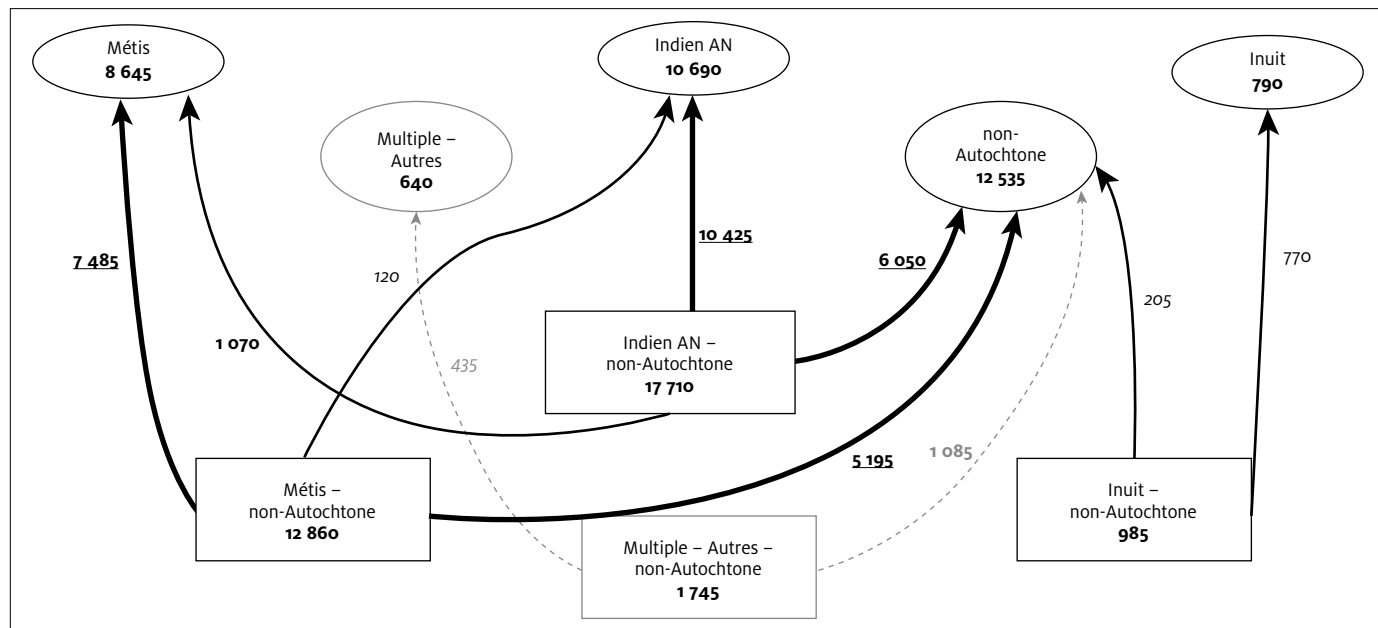 Métis
8 645
Indien AN
10 690
Inuit
790
Multiple –
Autres
640
non-
Autochtone
12 535
7 485
120
10 425
6 050
205
770
1 070
435
Indien AN –
non-Autochtone
17 710
5 195
1 085
Métis –
non-Autochtone
12 860
Multiple – Autres –
non-Autochtone
1 745
Inuit –
non-Autochtone
985